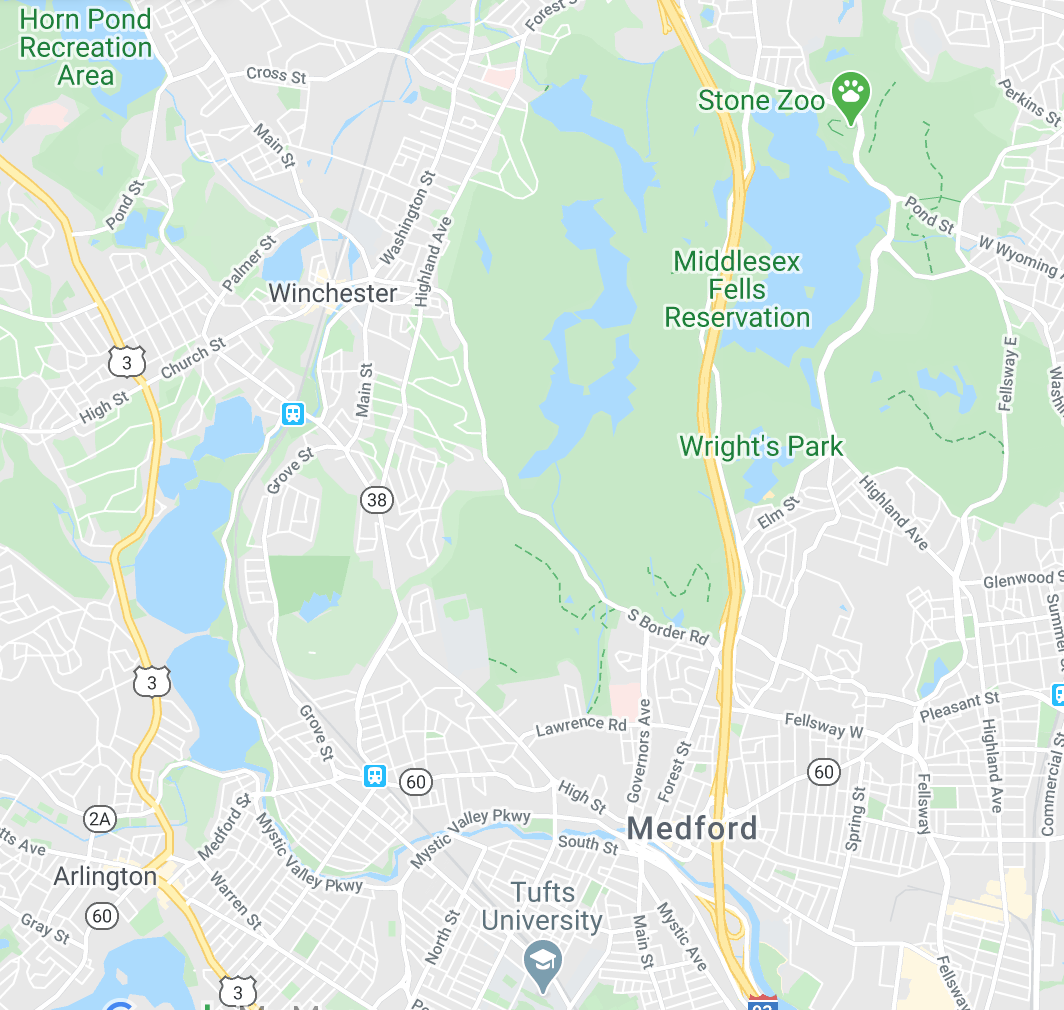 Forest S
Horn Pond
Recreation
Area
Cross St
Stone Zoo
Perkins St
Main St
Pond St
Washington St
Pond St
Highland Ave
W Wyoming A
Palmer St
Middlesex
Fells
Reservation
Winchester
3
Church St
Main St
Fellsway E
High St
Wright's Park
Grove St
38
Elm St
Highland Ave
Glenwood S
Summer
S Border Rd
3
Pleasant St
Grove St
Lawrence Rd
Governors Ave
Forest St
Fellsway W
Highland Ave
Commercial St
60
60
High St
Fellsway
Spring St
2A
Medford St
Mystic Valley Pkwy
Mystic Valley Pkwy
Medford
tts Ave
South St
Arlington
Tufts
University
Warren St
60
Gray St
North St
Main St
Mystic Ave
Fellsway
3